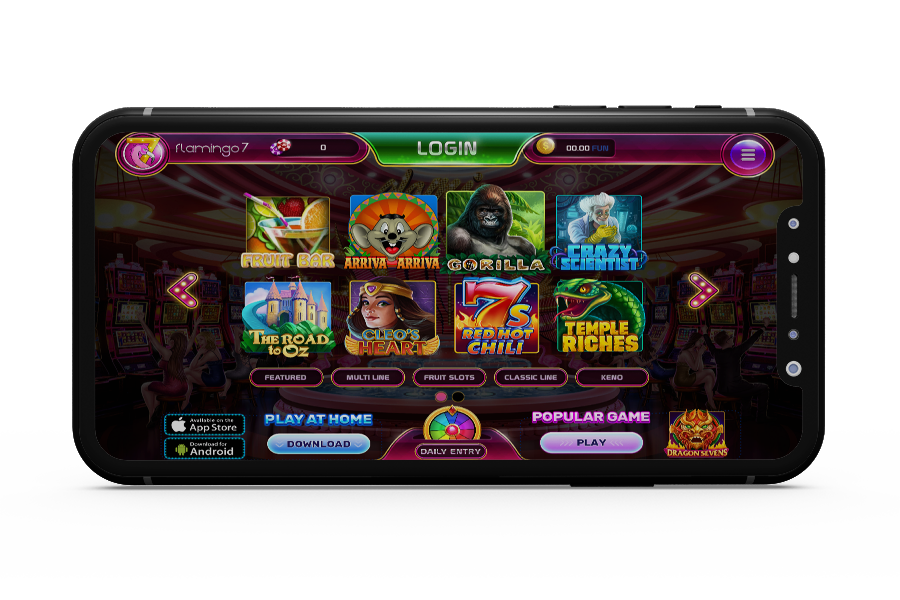 flamingo 7
0
LOGIN
00.00 FUN
FRUIT BAR
ARRIVA ARRIVA
GORILLA
CRAZY
SCIENTIST
THE ROAD
to OZ
CLEO'S
HEART
7s
RED HOT
CHILI
TEMPLE
RICHES
FEATURED
MULTI LINE
FRUIT SLOTS
CLASSIC LINE
KENO
Available on the
App Store
Download for
Android
PLAY AT HOME
DOWNLOAD
DAILY ENTRY
POPULAR GAME
PLAY
DRAGON SEVENS